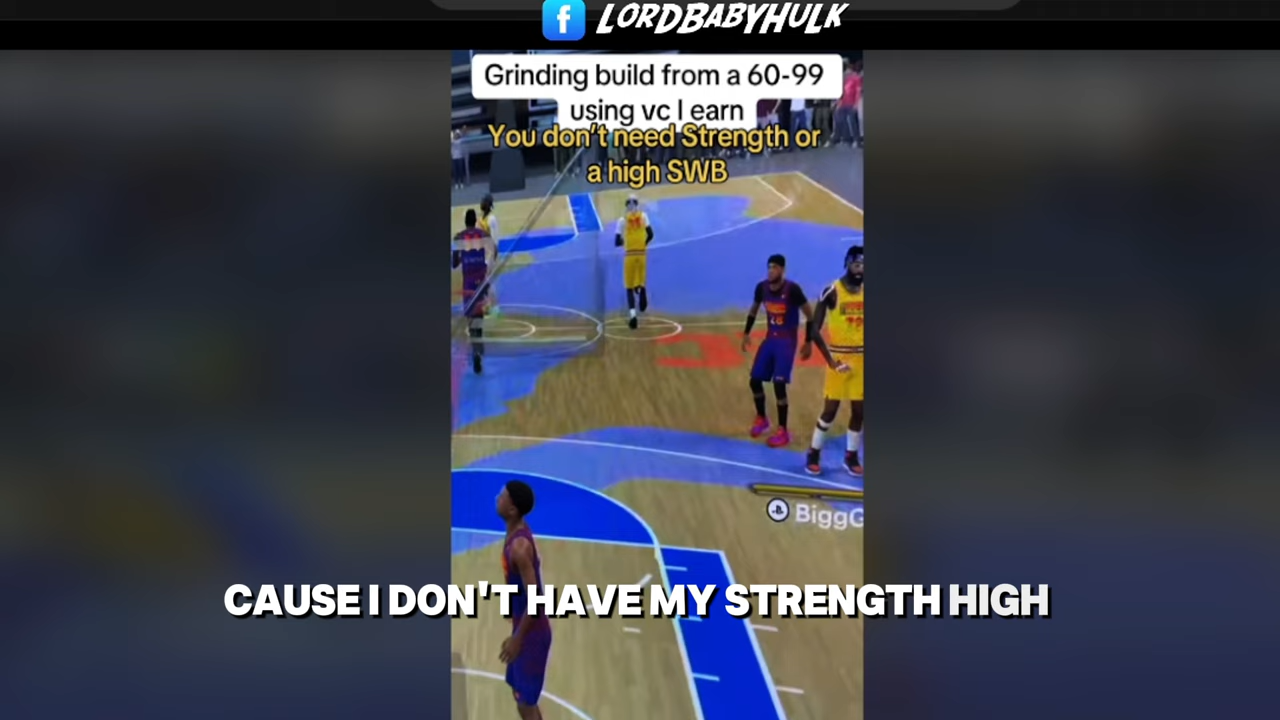 LORDBABYHULK
Grinding build from a 60-99
using vc I earn
You don't need Strength or
a high SWB
BiggG
CAUSE I DON'T HAVE MY STRENGTH HIGH